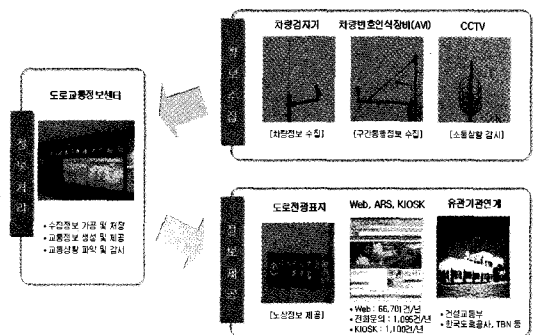 차량검지기
차량번호인식장비(AVI)
CCTV
정보수집
[차량정보 수집]
[구간통행정보 수집]
[소통상황 감시]
도로교통정보센터
정보처리
• 수집정보 가공 및 저장
• 교통정보 생성 및 제공
• 교통상황 파악 및 감시
도로전광표지
Web, ARS, KIOSK
유관기관연계
정보제공
[노상정보 제공]
• Web : 66,701건/년
• 전화문의 : 1,095건/년
• KIOSK : 1,100건/년
• 건설교통부
• 한국도로공사, TBN 등